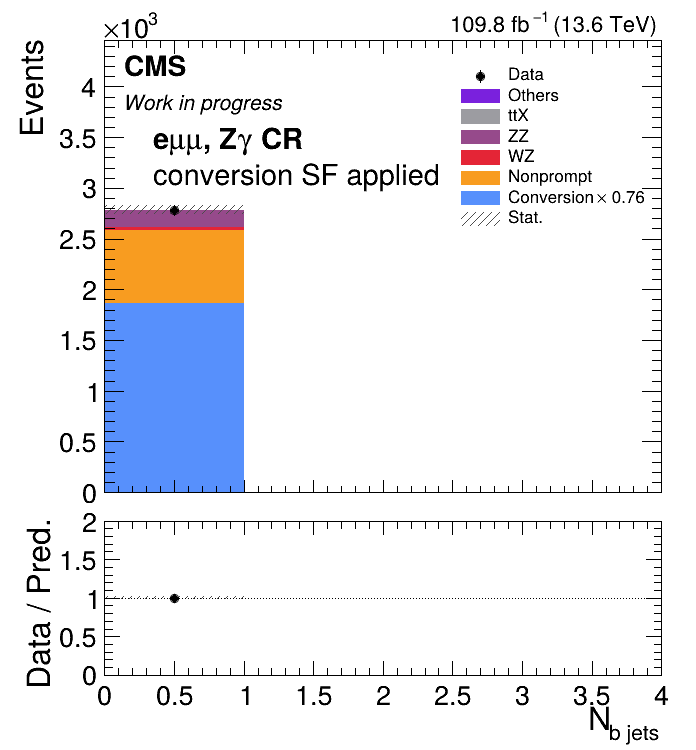 ×10³
109.8 fb⁻¹ (13.6 TeV)
Events
CMS
Work in progress
eμμ, Zγ CR
conversion SF applied
Data
Others
ttX
ZZ
WZ
Nonprompt
Conversion × 0.76
Stat.
4
3.5
3
2.5
2
1.5
1
0.5
0
Data / Pred.
2
1.5
1
0.5
0
0 0.5 1 1.5 2 2.5 3 3.5 4
N b jets